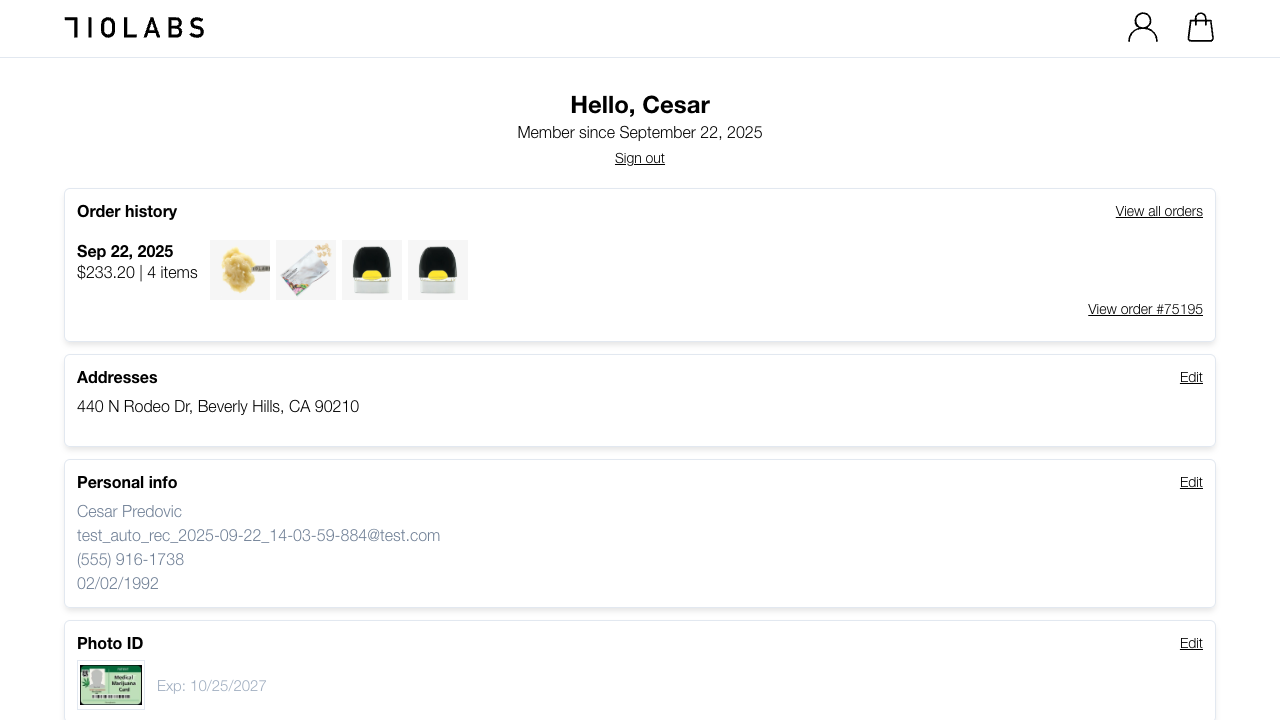 710LABS
Hello, Cesar
Member since September 22, 2025
Sign out
Order history
View all orders
Sep 22, 2025
$233.20 | 4 items
View order #75195
Addresses
Edit
440 N Rodeo Dr, Beverly Hills, CA 90210
Personal info
Edit
Cesar Predovic
test_auto_rec_2025-09-22_14-03-59-884@test.com
(555) 916-1738
02/02/1992
Photo ID
Edit
Medical
Marijuana
Card
Exp: 10/25/2027